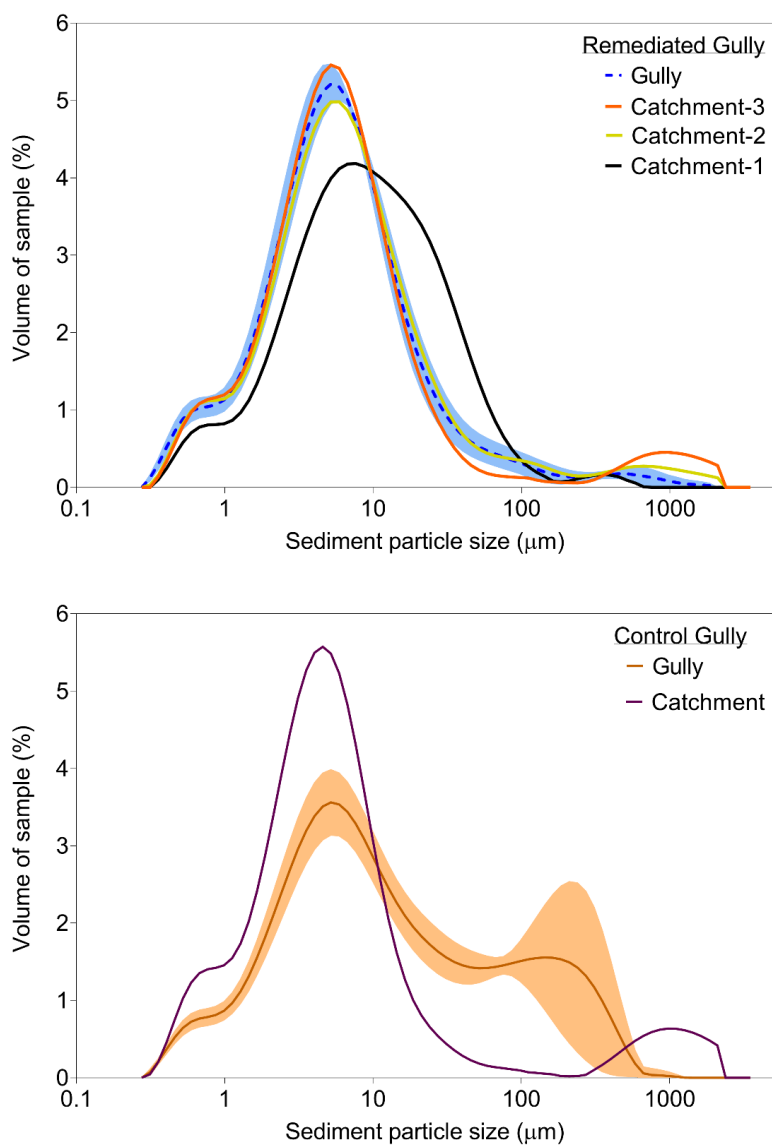 Remediated Gully
Gully
Catchment-3
Catchment-2
Catchment-1
Volume of sample (%)
6
5
4
3
2
1
0
0.1 1 10 100 1000
Sediment particle size (μm)
Control Gully
Gully
Catchment
Volume of sample (%)
6
5
4
3
2
1
0
0.1 1 10 100 1000
Sediment particle size (μm)